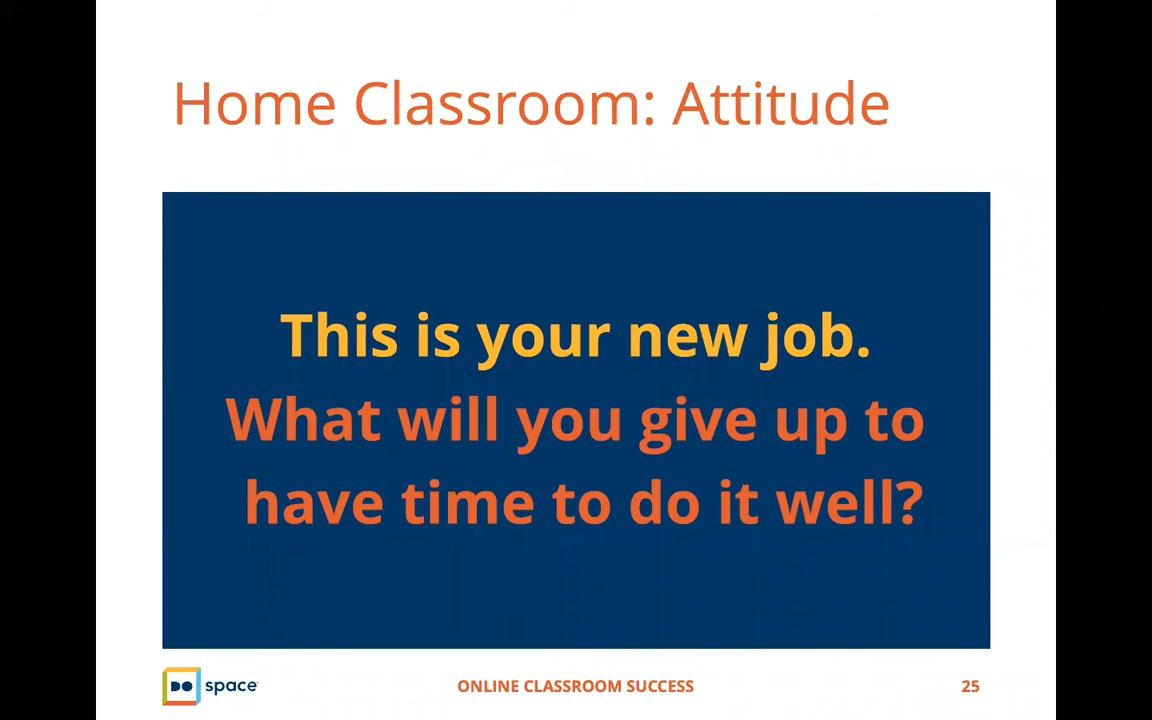 Home Classroom: Attitude
This is your new job.
What will you give up to
have time to do it well?
DO space ONLINE CLASSROOM SUCCESS 25